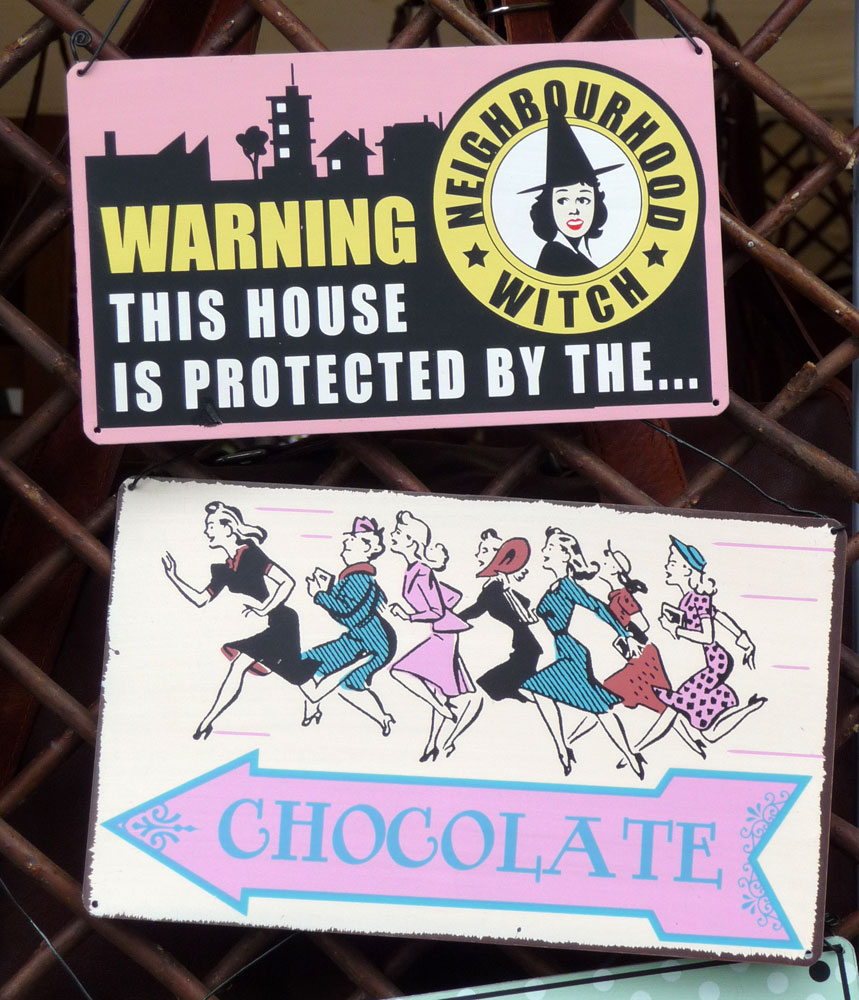 NEIGHBOURHOOD
WITCH
WARNING
THIS HOUSE
IS PROTECTED BY THE...
CHOCOLATE